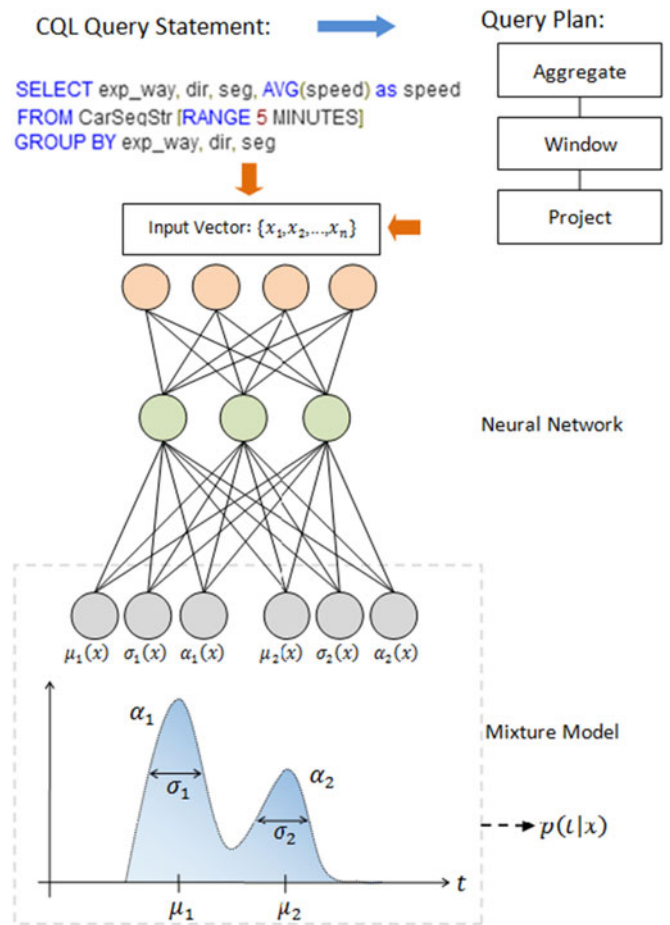 CQL Query Statement:
Query Plan:
SELECT exp_way, dir, seg, AVG(speed) as speed
FROM CarSeqStr [RANGE 5 MINUTES]
GROUP BY exp_way, dir, seg
Aggregate
Window
Project
Input Vector: {x₁,x₂,...,xₙ}
Neural Network
μ₁(x) σ₁(x) α₁(x) μ₂(x) σ₂(x) α₂(x)
Mixture Model
α₁
α₂
σ₁
σ₂
p(t|x)
t
μ₁ μ₂